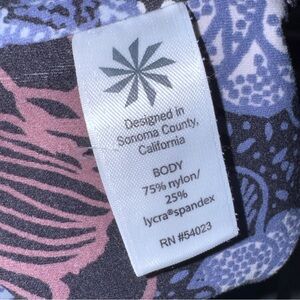 Designed in
Sonoma County,
California
BODY
75% nylon/
25%
lycra®spandex
RN #54023